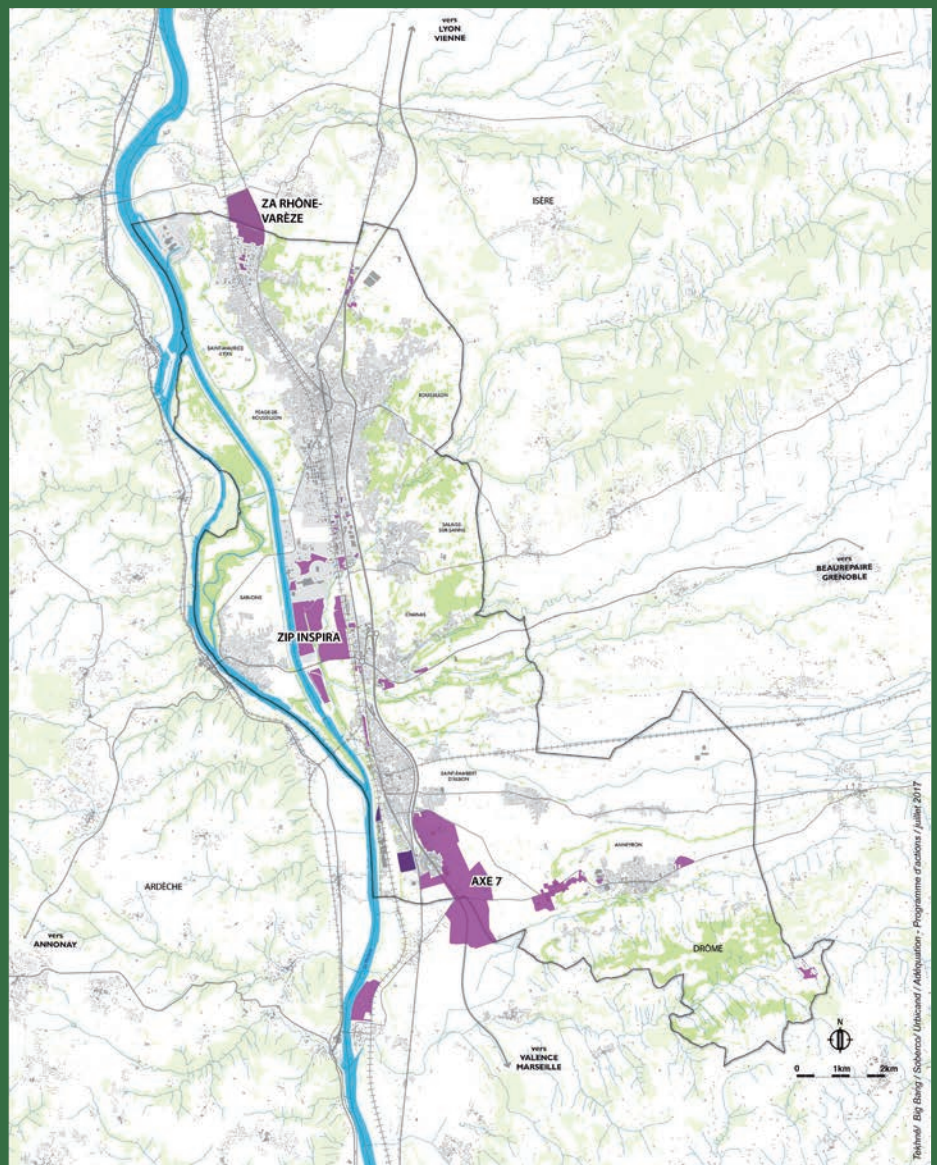 vers
LYON
VIENNE
ZA RHÔNE-
VARÈZE
ISÈRE
SAINT-MAURICE
L'EXIL
PÉAGE DE
ROUSSILLON
ROUSSILLON
SALAISE
SUR-SANNE
vers
BEAUREPAIRE
GRENOBLE
SABLONS
CHANAS
ZIP INSPIRA
SAINT-RAMBERT
D'ALBON
ANNEYRON
AXE 7
ARDÈCHE
vers
ANNONAY
DRÔME
N
vers
VALENCE
MARSEILLE
0 1km 2km
Tekhnê/ Big Bang / Soberco/ Urbicand / Adéquation - Programme d'actions / juillet 2017